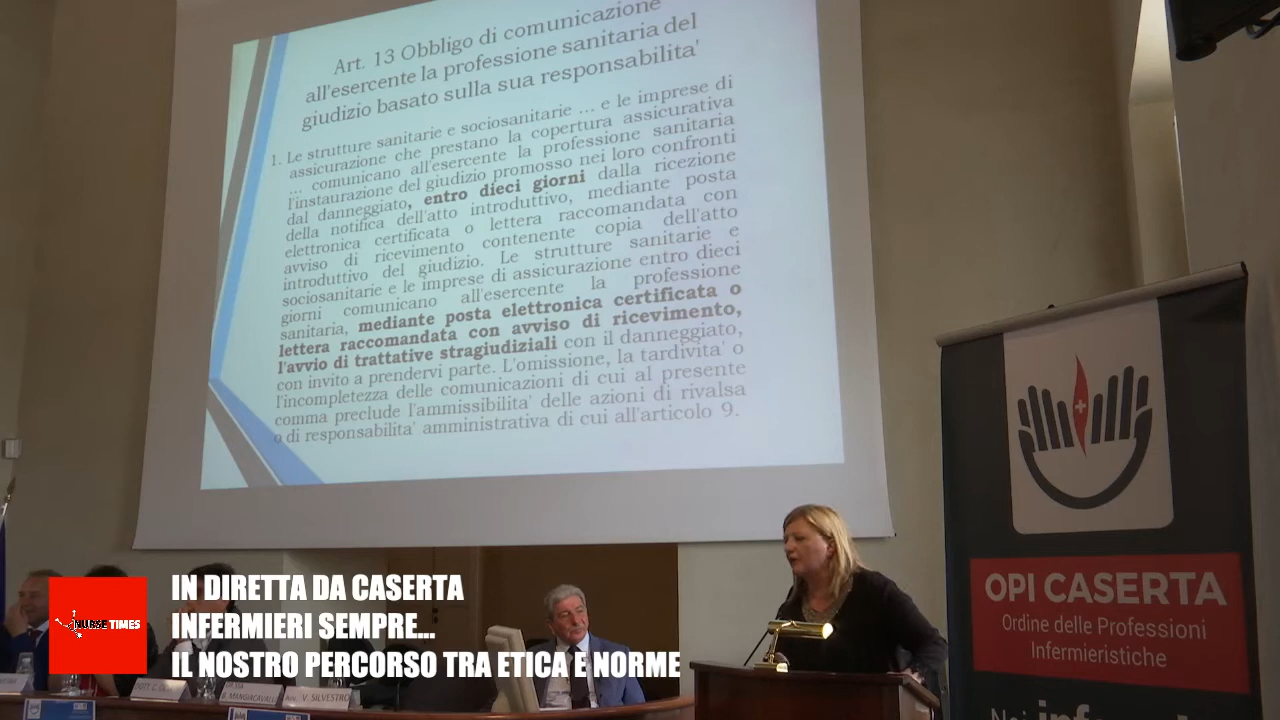 Art. 13 Obbligo di comunicazione
all'esercente la professione sanitaria del
giudizio basato sulla sua responsabilita'
1. Le strutture sanitarie e sociosanitarie ... e le imprese di
assicurazione che prestano la copertura assicurativa
... comunicano all'esercente la professione sanitaria
l'instaurazione del giudizio promosso nei loro confronti
dal danneggiato, entro dieci giorni dalla ricezione
della notifica dell'atto introduttivo, mediante posta
elettronica certificata o lettera raccomandata con
avviso di ricevimento contenente copia dell'atto
introduttivo del giudizio. Le strutture sanitarie e
sociosanitarie e le imprese di assicurazione entro dieci
giorni comunicano all'esercente la professione
sanitaria, mediante posta elettronica certificata o
lettera raccomandata con avviso di ricevimento,
l'avvio di trattative stragiudiziali con il danneggiato,
con invito a prendervi parte. L'omissione, la tardivita' o
l'incompletezza delle comunicazioni di cui al presente
comma preclude l'ammissibilita' delle azioni di rivalsa
o di responsabilita' amministrativa di cui all'articolo 9.
OPI CASERTA
Ordine delle Professioni
Infermieristiche
Noi
NURSE TIMES
IN DIRETTA DA CASERTA
INFERMIERI SEMPRE...
IL NOSTRO PERCORSO TRA ETICA E NORME
B. MANGIACAVALLI
Avv. V. SILVESTRO